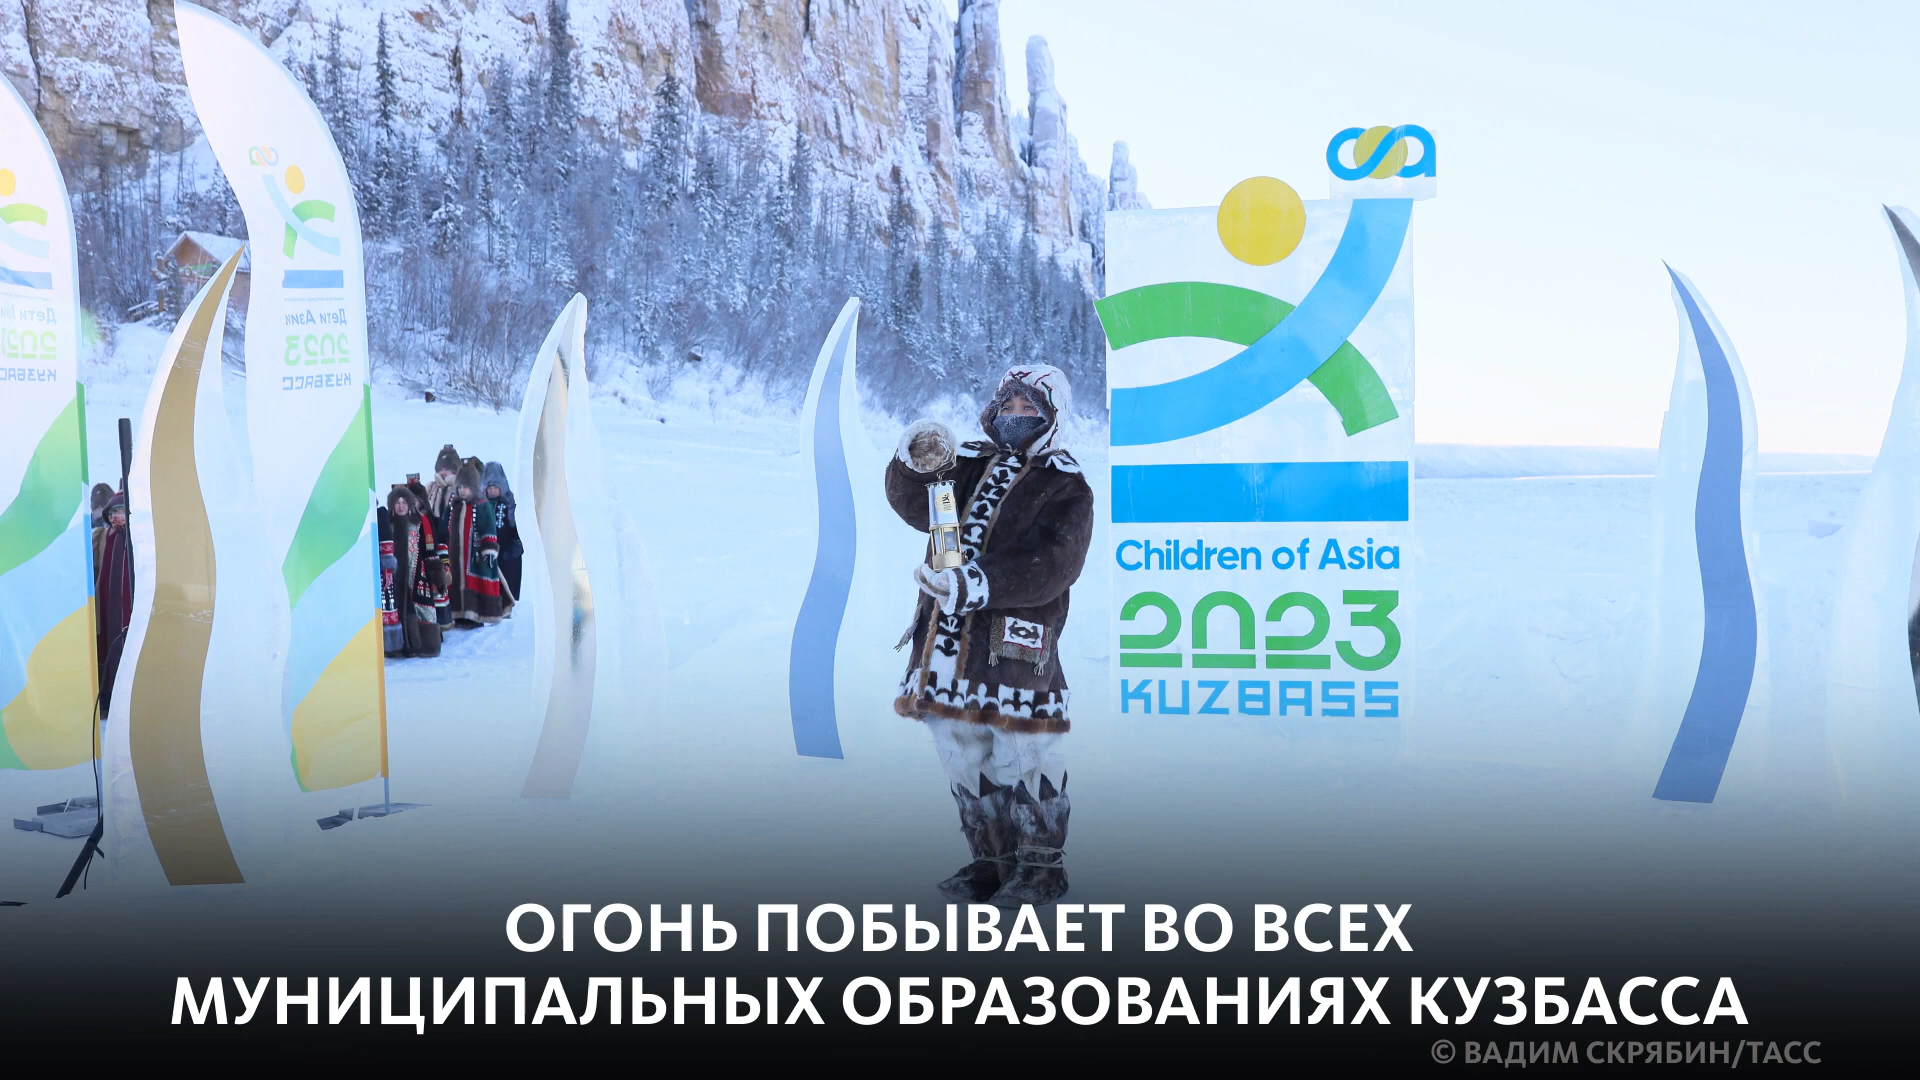 Дети Азии
2023
КУЗБАСС
Children of Asia
2023
KUZBASS
ОГОНЬ ПОБЫВАЕТ ВО ВСЕХ
МУНИЦИПАЛЬНЫХ ОБРАЗОВАНИЯХ КУЗБАССА
© ВАДИМ СКРЯБИН/ТАСС